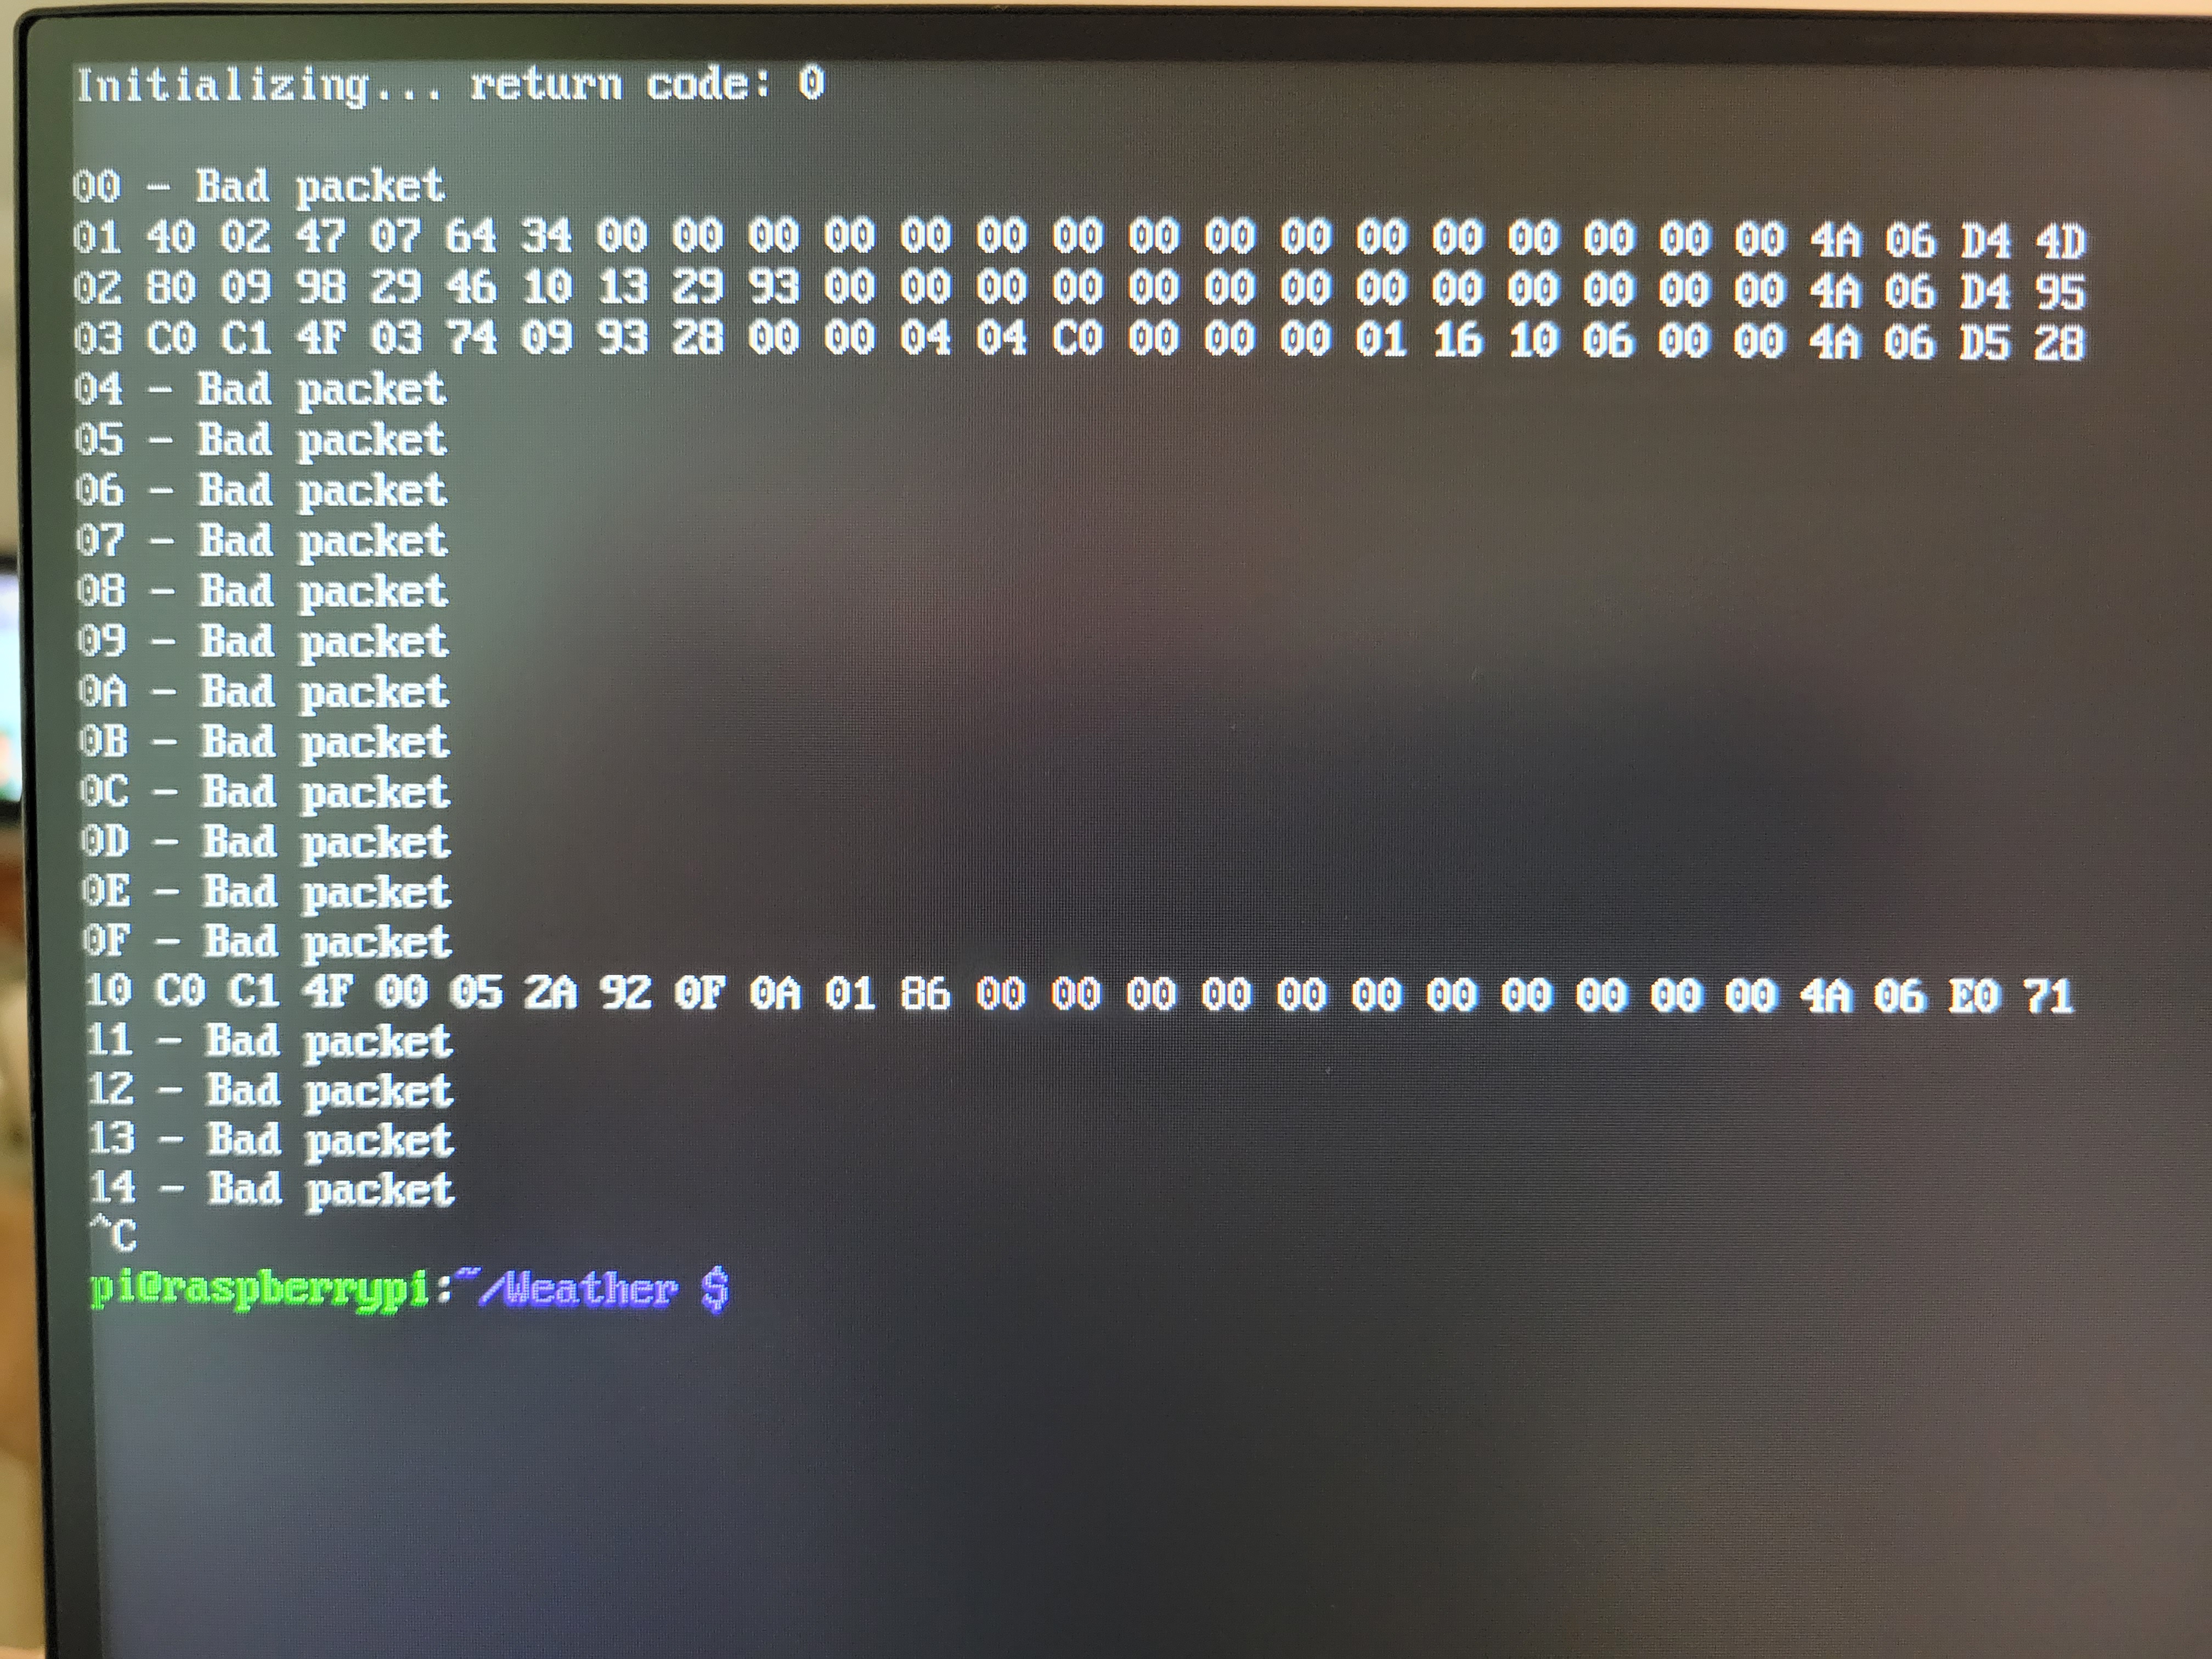 Initializing... return code: 0
00 - Bad packet
01 40 02 47 07 64 34 00 00 00 00 00 00 00 00 00 00 00 00 00 00 00 00 4A 06 D4 4D
02 80 09 98 29 46 10 13 29 93 00 00 00 00 00 00 00 00 00 00 00 00 00 4A 06 D4 95
03 C0 C1 4F 03 74 09 93 28 00 00 04 04 C0 00 00 00 01 16 10 06 00 00 4A 06 D5 28
04 - Bad packet
05 - Bad packet
06 - Bad packet
07 - Bad packet
08 - Bad packet
09 - Bad packet
0A - Bad packet
0B - Bad packet
0C - Bad packet
0D - Bad packet
0E - Bad packet
0F - Bad packet
10 C0 C1 4F 00 05 2A 92 0F 0A 01 86 00 00 00 00 00 00 00 00 00 00 00 4A 06 E0 71
11 - Bad packet
12 - Bad packet
13 - Bad packet
14 - Bad packet
^C
pi@raspberrypi:~/Weather $